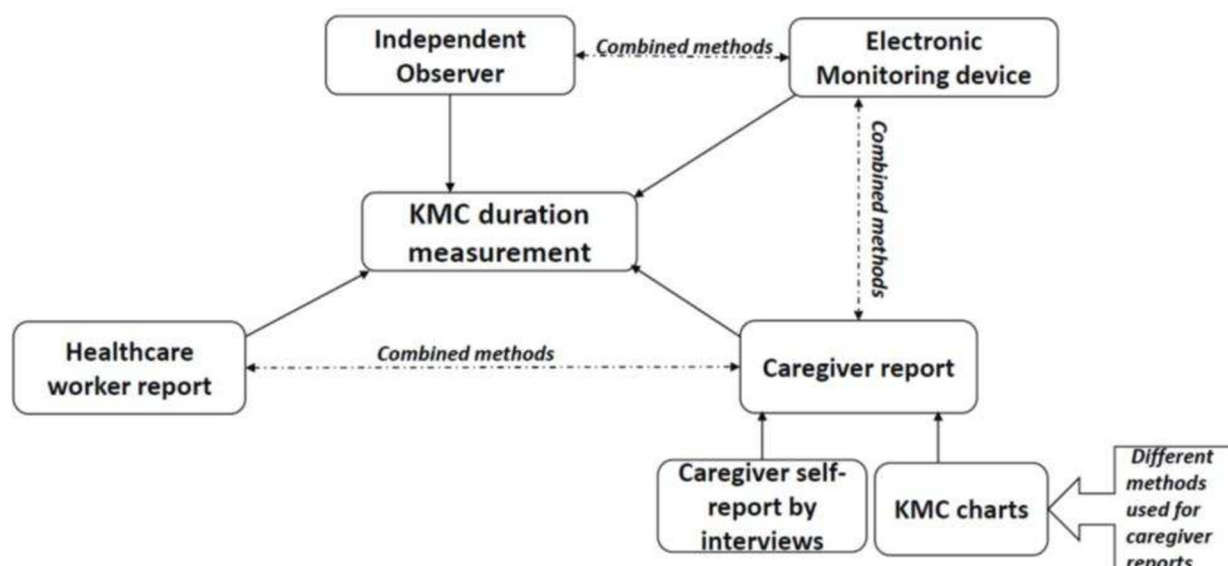 Independent
Observer
Combined methods
Electronic
Monitoring device
Combined methods
KMC duration
measurement
Healthcare
worker report
Combined methods
Caregiver report
Caregiver self-
report by
interviews
KMC charts
Different
methods
used for
caregiver
reports